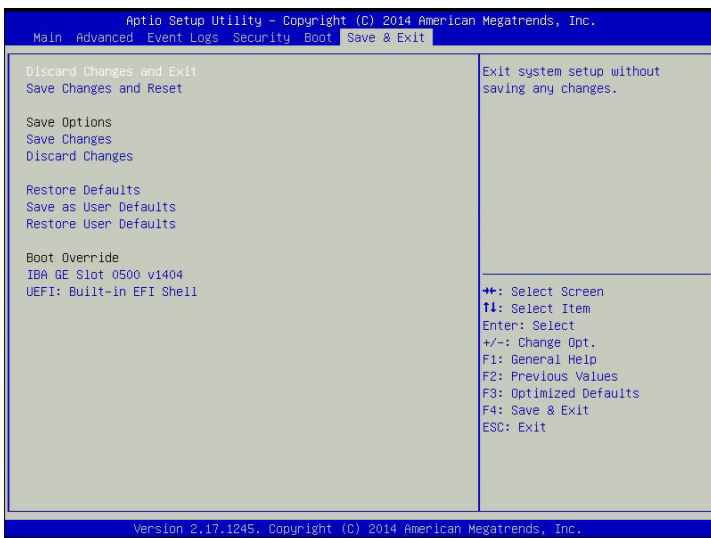 Aptio Setup Utility – Copyright (C) 2014 American Megatrends, Inc.
Main Advanced Event Logs Security Boot Save & Exit
Discard Changes and Exit
Save Changes and Reset
Save Options
Save Changes
Discard Changes
Restore Defaults
Save as User Defaults
Restore User Defaults
Boot Override
IBA GE Slot 0500 v1404
UEFI: Built-in EFI Shell
Exit system setup without
saving any changes.
→←: Select Screen
↑↓: Select Item
Enter: Select
+/-: Change Opt.
F1: General Help
F2: Previous Values
F3: Optimized Defaults
F4: Save & Exit
ESC: Exit
Version 2.17.1245. Copyright (C) 2014 American Megatrends, Inc.